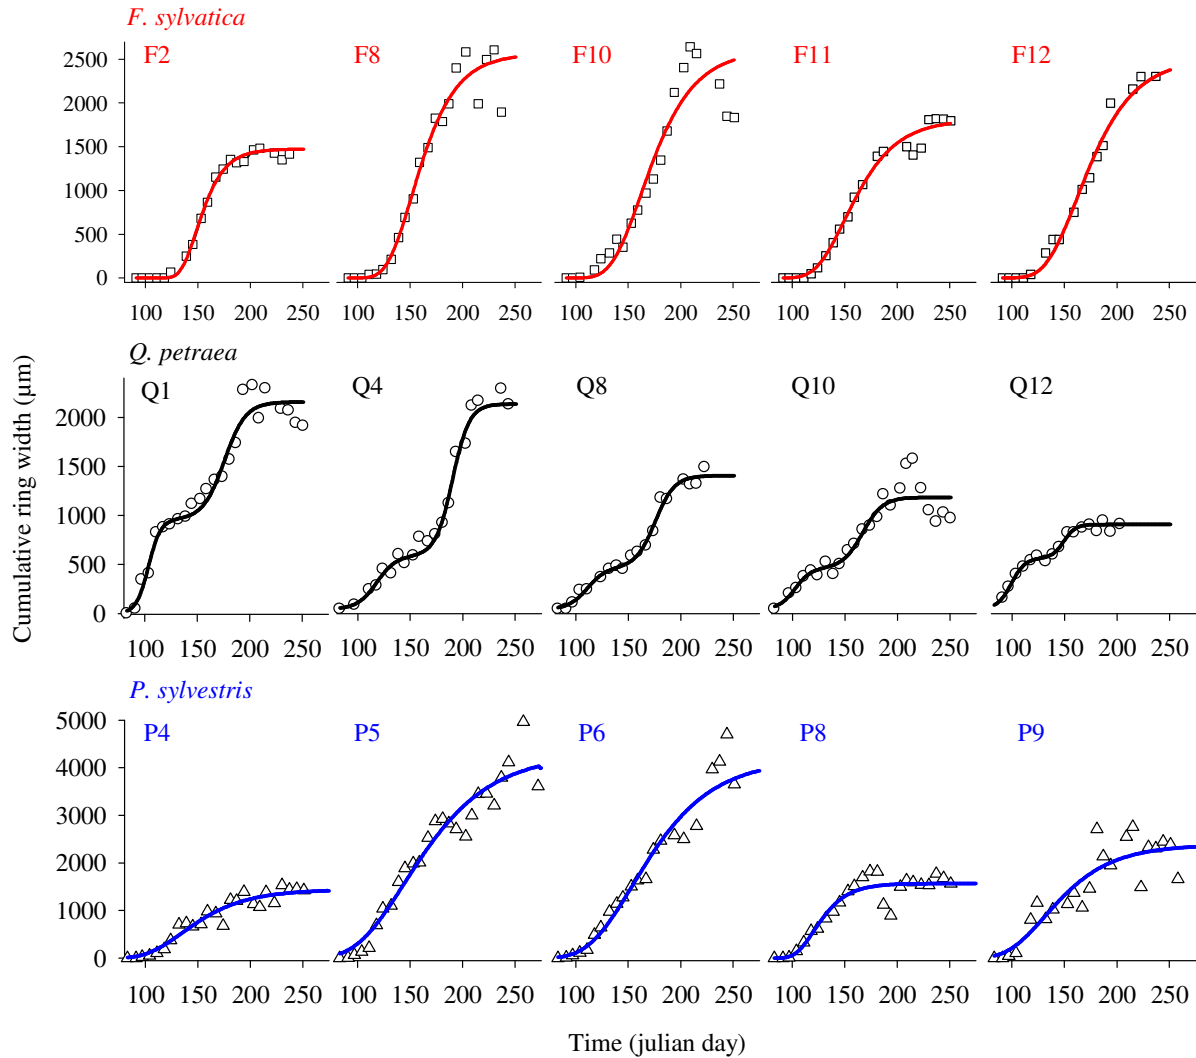 F. sylvatica
F2 F8 F10 F11 F12
2500
2000
1500
1000
500
0
100 150 200 250 100 150 200 250 100 150 200 250 100 150 200 250 100 150 200 250
Q. petraea
Q1 Q4 Q8 Q10 Q12
2000
1500
1000
500
0
100 150 200 250 100 150 200 250 100 150 200 250 100 150 200 250 100 150 200 250
Cumulative ring width (µm)
P. sylvestris
P4 P5 P6 P8 P9
5000
4000
3000
2000
1000
0
100 150 200 250 100 150 200 250 100 150 200 250 100 150 200 250 100 150 200 250
Time (julian day)